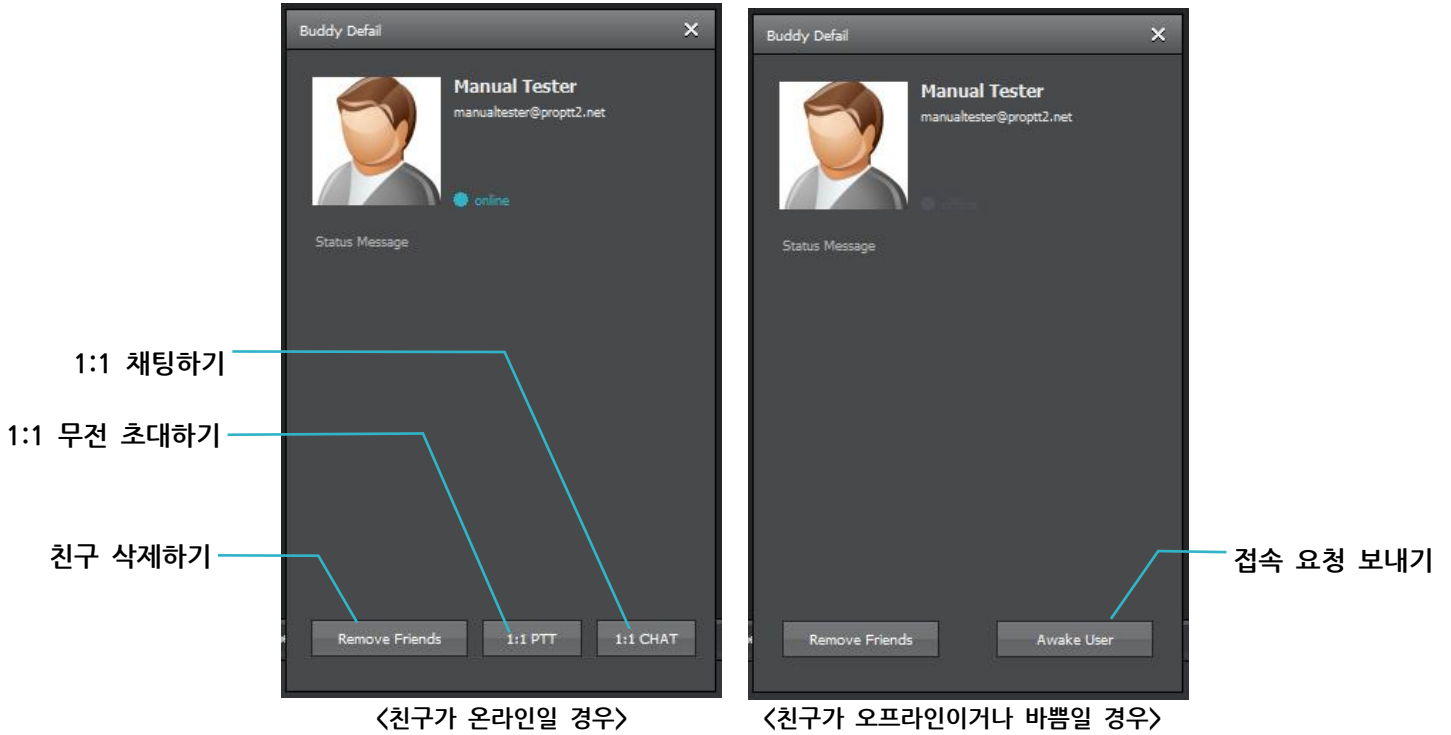 Buddy Defail
Manual Tester
manualtester@proptt2.net
online
Status Message
1:1 채팅하기
1:1 무전 초대하기
친구 삭제하기
Remove Friends
1:1 PTT
1:1 CHAT
<친구가 온라인일 경우>
Buddy Defail
Manual Tester
manualtester@proptt2.net
Status Message
접속 요청 보내기
Remove Friends
Awake User
<친구가 오프라인이거나 바쁨일 경우>